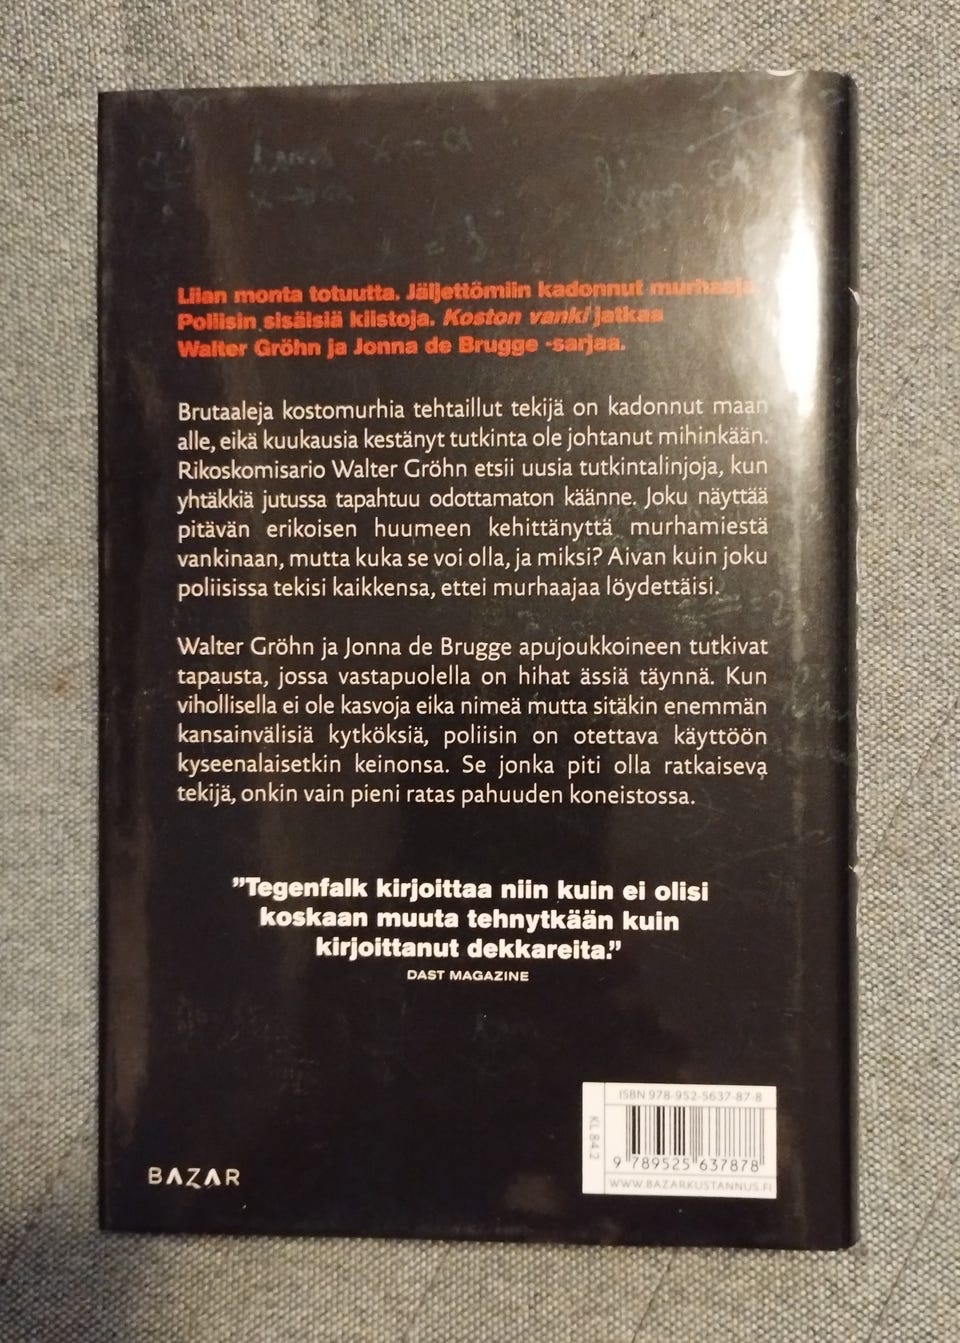 Liian monta totuutta. Jäljettömiin kadonnut murhaaja.
Poliisin sisäisiä kiistoja. Koston vanki jatkaa
Walter Gröhn ja Jonna de Brugge -sarjaa.
Brutaaleja kostomurhia tehtaillut tekijä on kadonnut maan
alle, eikä kuukausia kestänyt tutkinta ole johtanut mihinkään.
Rikoskomisario Walter Gröhn etsii uusia tutkintalinjoja, kun
yhtäkkiä jutussa tapahtuu odottamaton käänne. Joku näyttää
pitävän erikoisen huumeen kehittänyttä murhamiestä
vankinaan, mutta kuka se voi olla, ja miksi? Aivan kuin joku
poliisissa tekisi kaikkensa, ettei murhaajaa löydettäisi.
Walter Gröhn ja Jonna de Brugge apujoukkoineen tutkivat
tapausta, jossa vastapuolella on hihat ässiä täynnä. Kun
vihollisella ei ole kasvoja eika nimeä mutta sitäkin enemmän
kansainvälisiä kytköksiä, poliisin on otettava käyttöön
kyseenalaisetkin keinonsa. Se jonka piti olla ratkaiseva
tekijä, onkin vain pieni ratas pahuuden koneistossa.
”Tegenfalk kirjoittaa niin kuin ei olisi
koskaan muuta tehnytkään kuin
kirjoittanut dekkareita.”
DAST MAGAZINE
ISBN 978-952-5637-87-8
KL 84.2
9 789525 637878
WWW.BAZARKUSTANNUS.FI
BAZAR